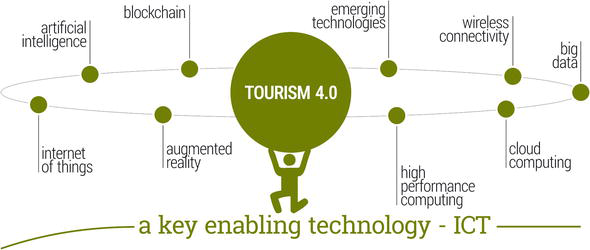 artificial
intelligence
blockchain
emerging
technologies
wireless
connectivity
big
data
TOURISM 4.0
internet
of things
augmented
reality
high
performance
computing
cloud
computing
a key enabling technology - ICT